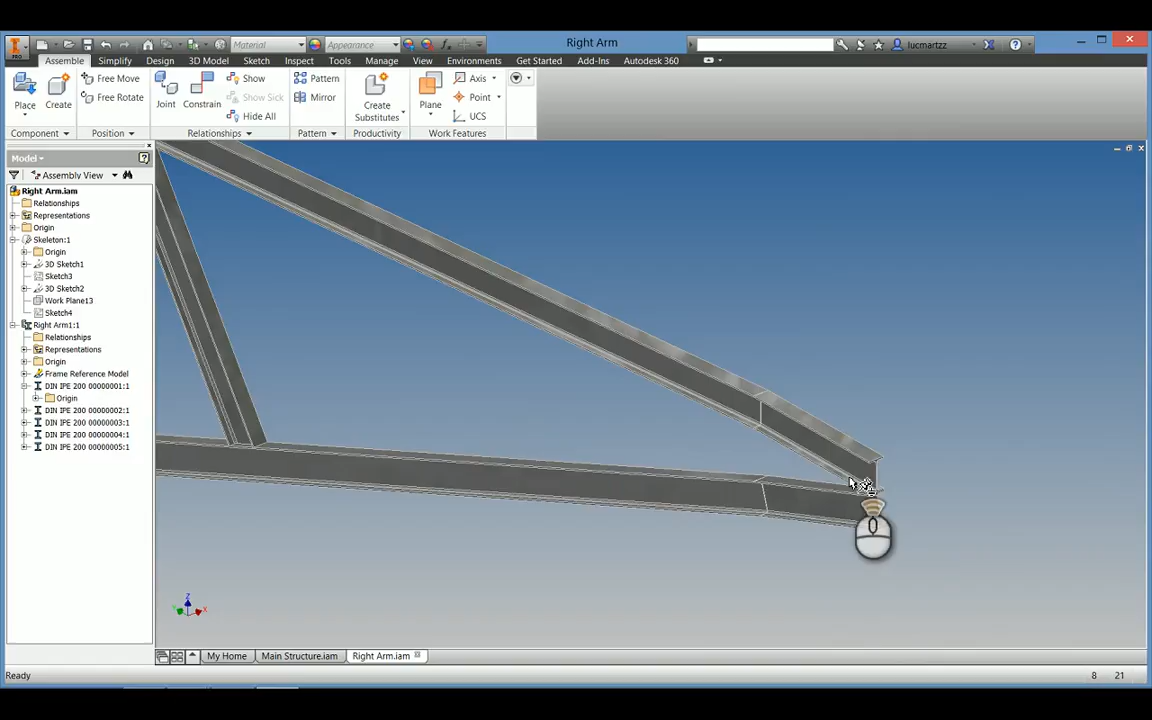 Material
Appearance
Right Arm
lucmartzz
PRO
Assemble Simplify Design 3D Model Sketch Inspect Tools Manage View Environments Get Started Add-Ins Autodesk 360
Place
Create
Free Move
Free Rotate
Joint
Constrain
Show
Show Sick
Hide All
Pattern
Mirror
Create
Substitutes
Plane
Axis
Point
UCS
Component
Position
Relationships
Pattern
Productivity
Work Features
Model
Assembly View
Right Arm.iam
Relationships
Representations
Origin
Skeleton:1
Origin
3D Sketch1
Sketch3
3D Sketch2
Work Plane13
Sketch4
Right Arm1:1
Relationships
Representations
Origin
Frame Reference Model
DIN IPE 200 00000001:1
Origin
DIN IPE 200 00000002:1
DIN IPE 200 00000003:1
DIN IPE 200 00000004:1
DIN IPE 200 00000005:1
Z
X
My Home Main Structure.iam Right Arm.iam
Ready
8 21